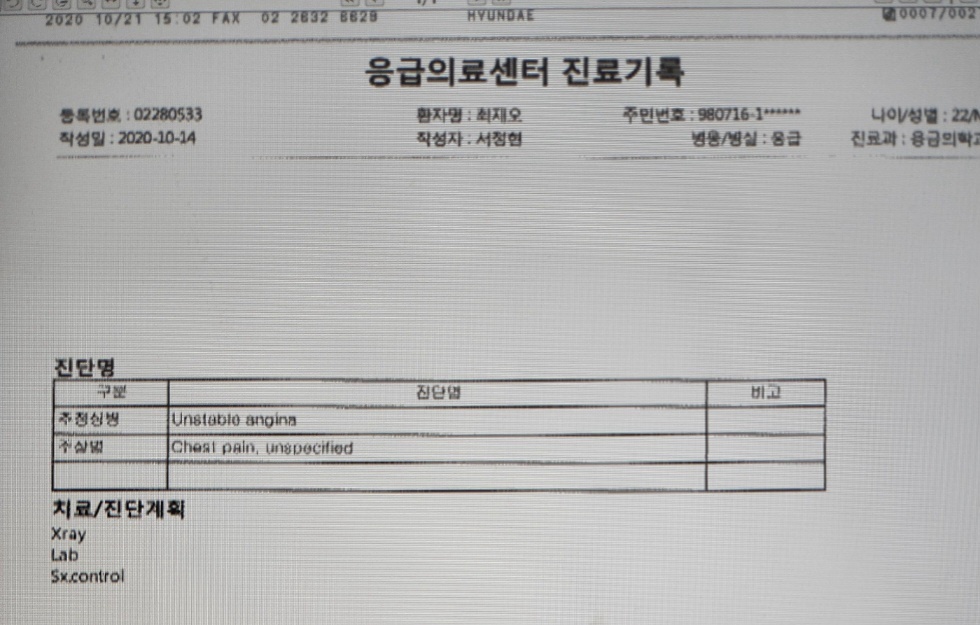 2020 10/21 15:02 FAX 02 2632 8628 HYUNDAE 0007/002
응급의료센터 진료기록
등록번호 : 02280533 환자명 : 최재오 주민번호 : 980716-1****** 나이/성별 : 22/M
작성일 : 2020-10-14 작성자 : 서정현 병동/병실 : 응급 진료과 : 응급의학과
진단명
구분 진단명 비고
추정상병 Unstable angina
주상병 Chest pain, unspecified
치료/진단계획
Xray
Lab
Sx.control